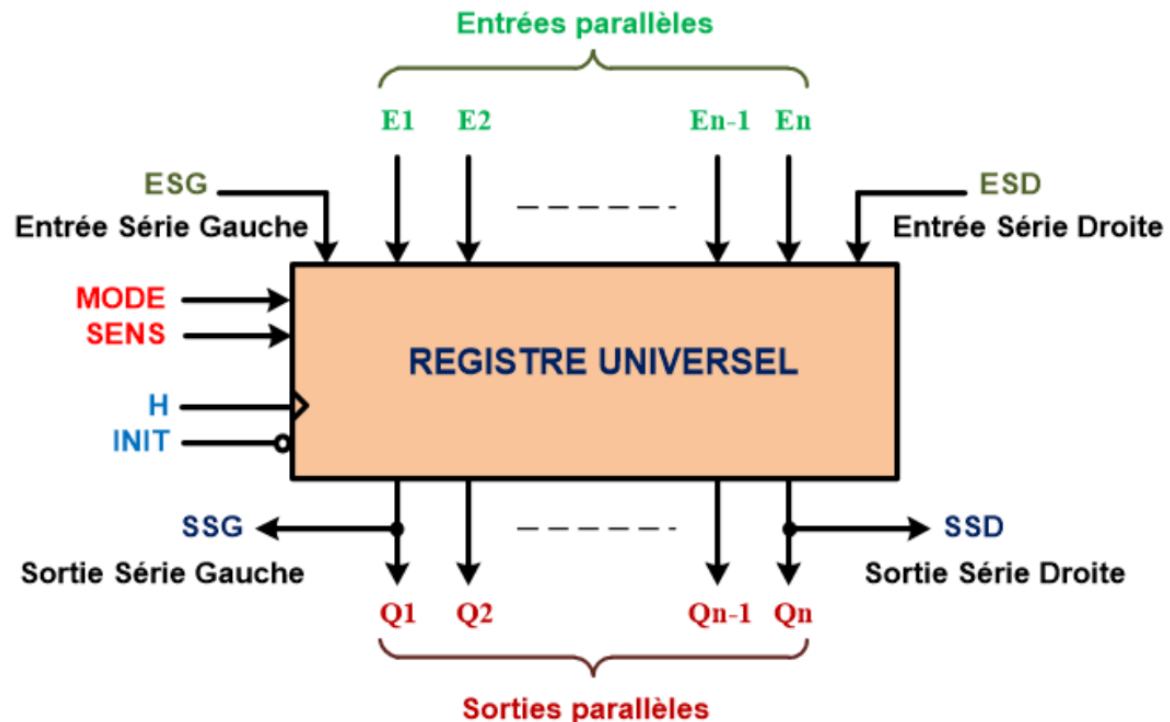 Entrées parallèles
E1 E2 En-1 En
ESG ESD
Entrée Série Gauche Entrée Série Droite
MODE
SENS
REGISTRE UNIVERSEL
H
INIT
SSG SSD
Sortie Série Gauche Sortie Série Droite
Q1 Q2 Qn-1 Qn
Sorties parallèles